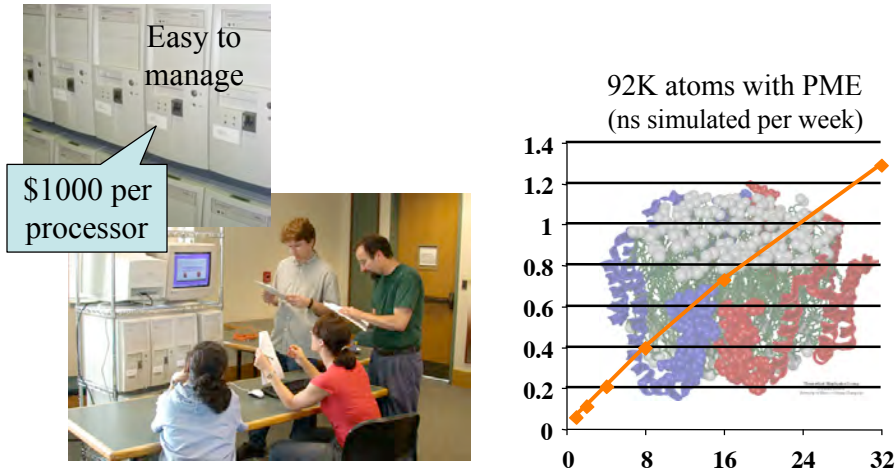 Easy to
manage
$1000 per
processor
92K atoms with PME
(ns simulated per week)
1.4
1.2
1
0.8
0.6
0.4
0.2
0
0 8 16 24 32